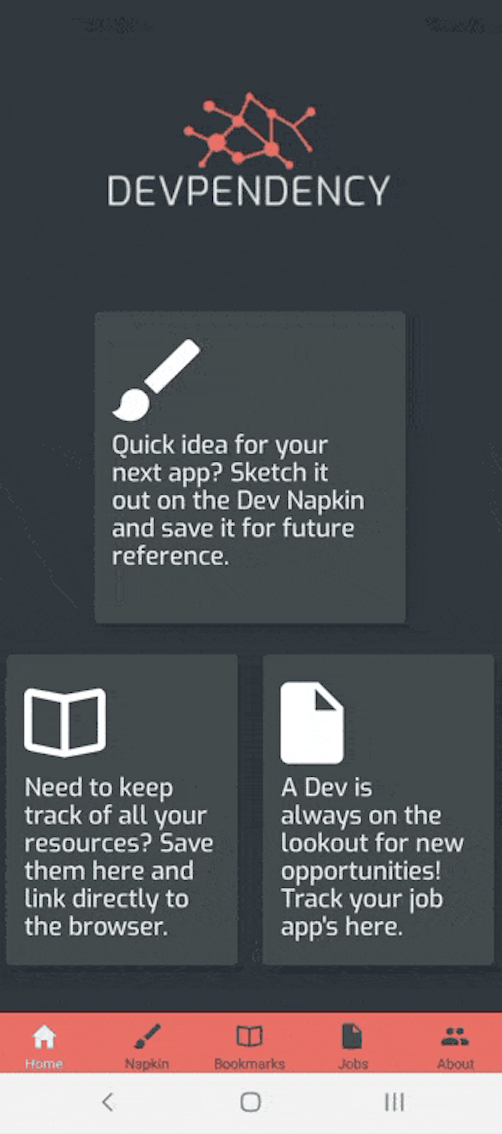 DEVPENDENCY
Quick idea for your
next app? Sketch it
out on the Dev Napkin
and save it for future
reference.
Need to keep
track of all your
resources? Save
them here and
link directly to
the browser.
A Dev is
always on the
lookout for new
opportunities!
Track your job
app's here.
Home
Napkin
Bookmarks
Jobs
About